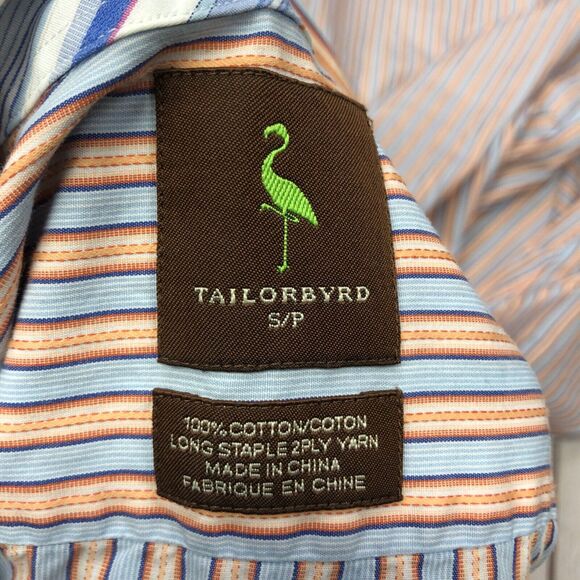 TAILORBYRD
S/P
100% COTTON/COTON
LONG STAPLE 2PLY YARN
MADE IN CHINA
FABRIQUE EN CHINE